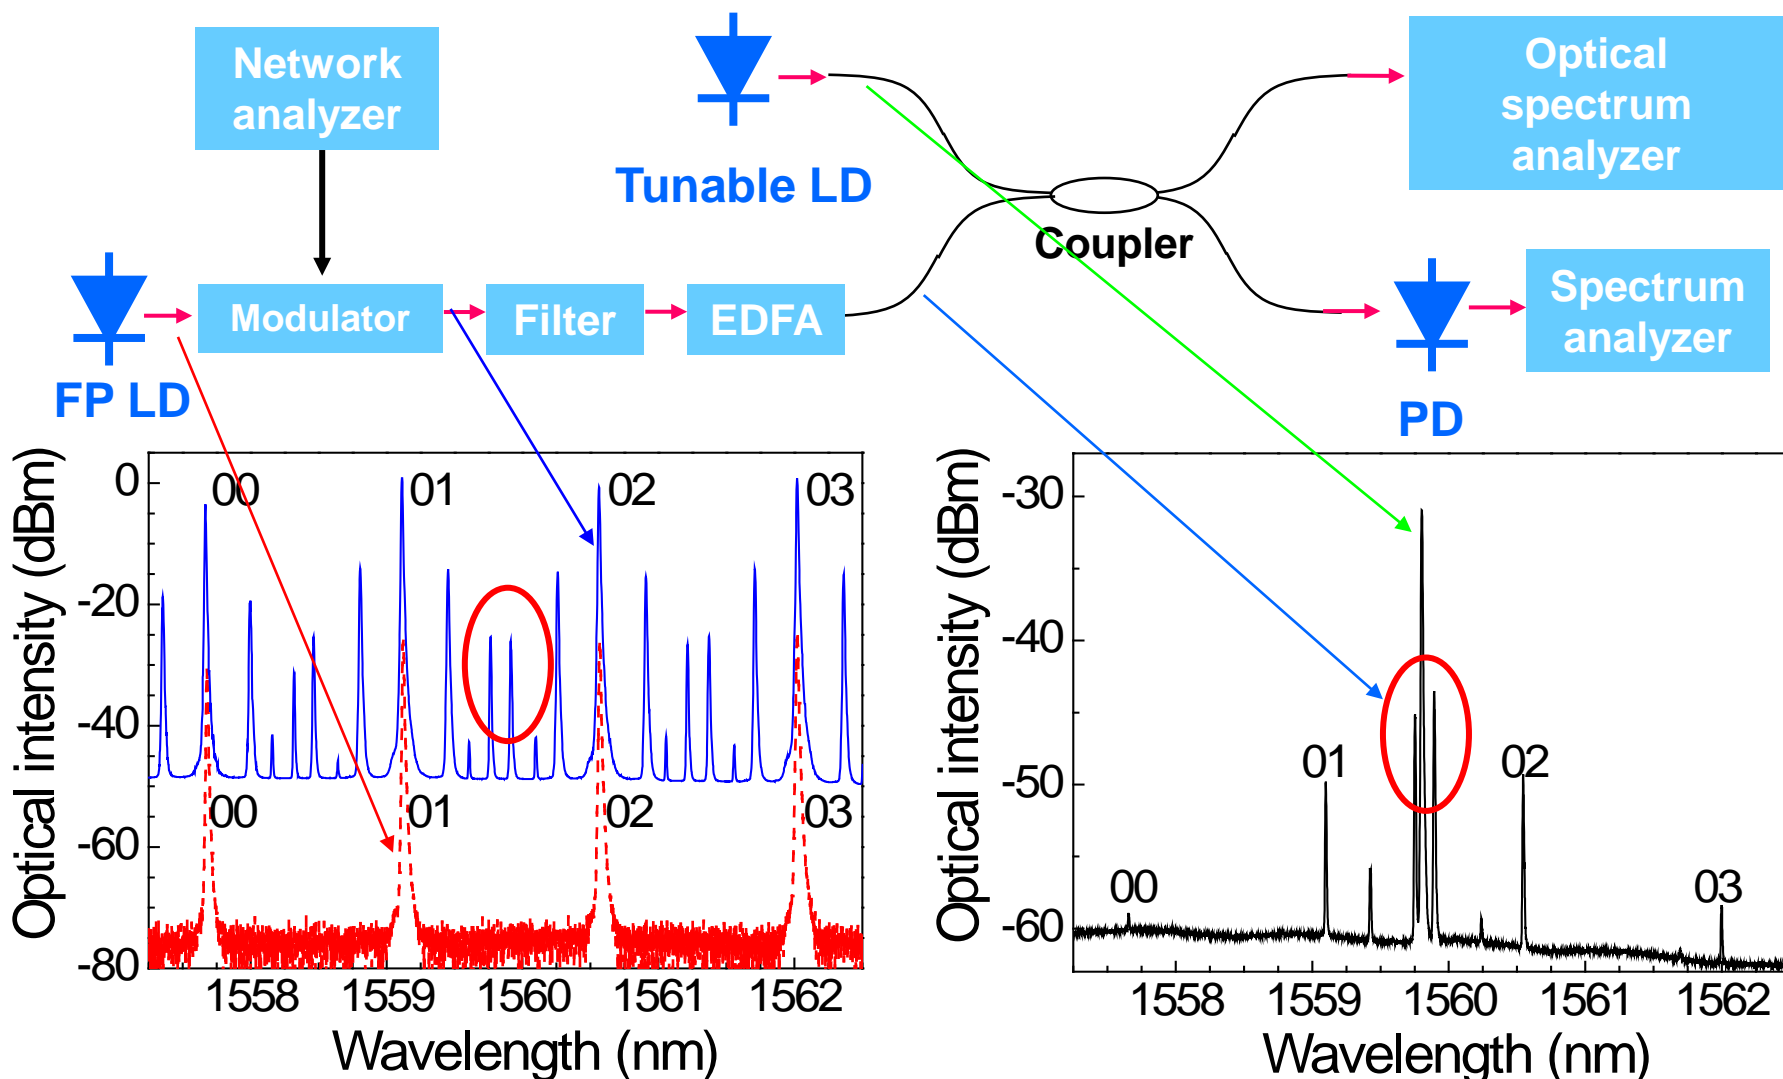 Network
analyzer
Tunable LD
Optical
spectrum
analyzer
Coupler
FP LD
Modulator
Filter
EDFA
PD
Spectrum
analyzer
Optical intensity (dBm)
0
-20
-40
-60
-80
00
01
02
03
00
01
02
03
1558
1559
1560
1561
1562
Wavelength (nm)
Optical intensity (dBm)
-30
-40
-50
-60
00
01
02
03
1558
1559
1560
1561
1562
Wavelength (nm)